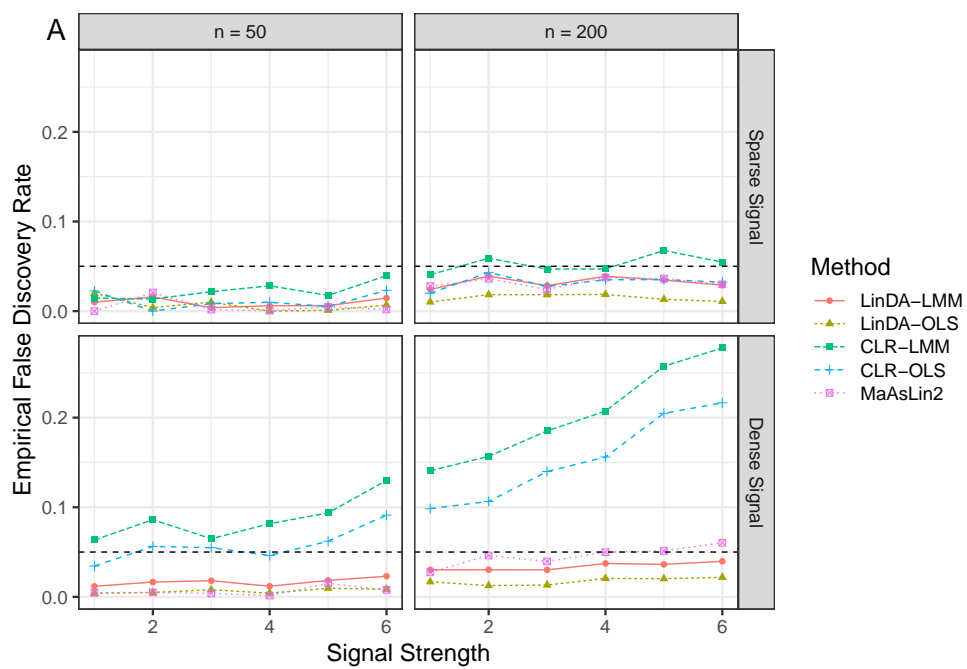 A
n = 50
n = 200
0.2
0.1
0.0
Sparse Signal
0.2
0.1
0.0
Dense Signal
2
4
6
2
4
6
Signal Strength
Empirical False Discovery Rate
Method
LinDA-LMM
LinDA-OLS
CLR-LMM
CLR-OLS
MaAsLin2